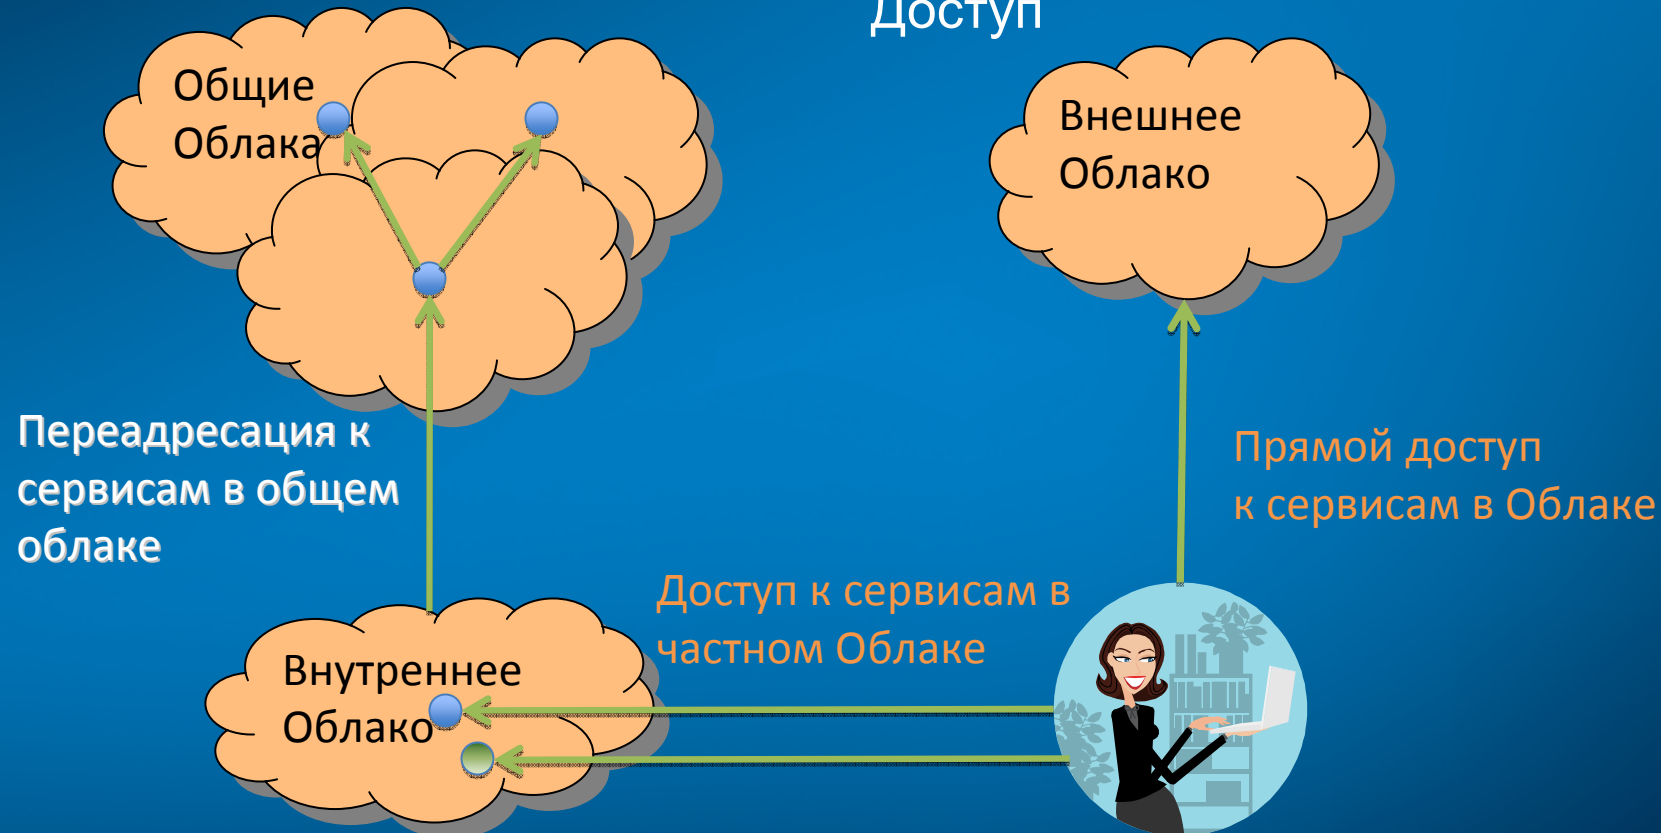 Доступ
Общие
Облака
Внешнее
Облако
Переадресация к
сервисам в общем
облаке
Прямой доступ
к сервисам в Облаке
Доступ к сервисам в
частном Облаке
Внутреннее
Облако